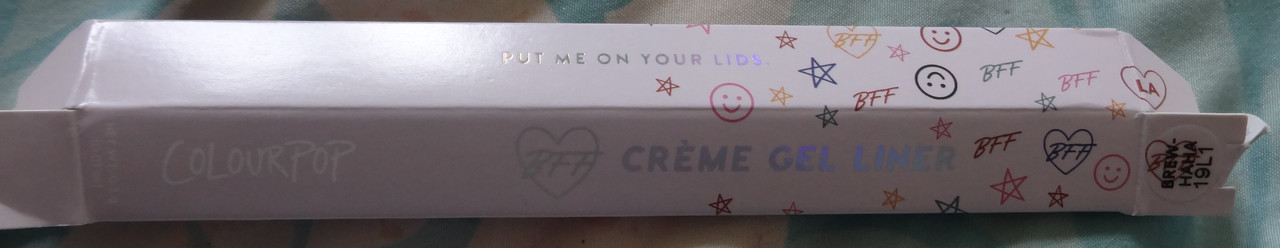 PUT ME ON YOUR LIDS.
BFF
BFF
BFF
BFF
LA
COLOURPOP
BFF
CRÈME GEL LINER
BFF
BFF
BREW-
HAHA
19L1